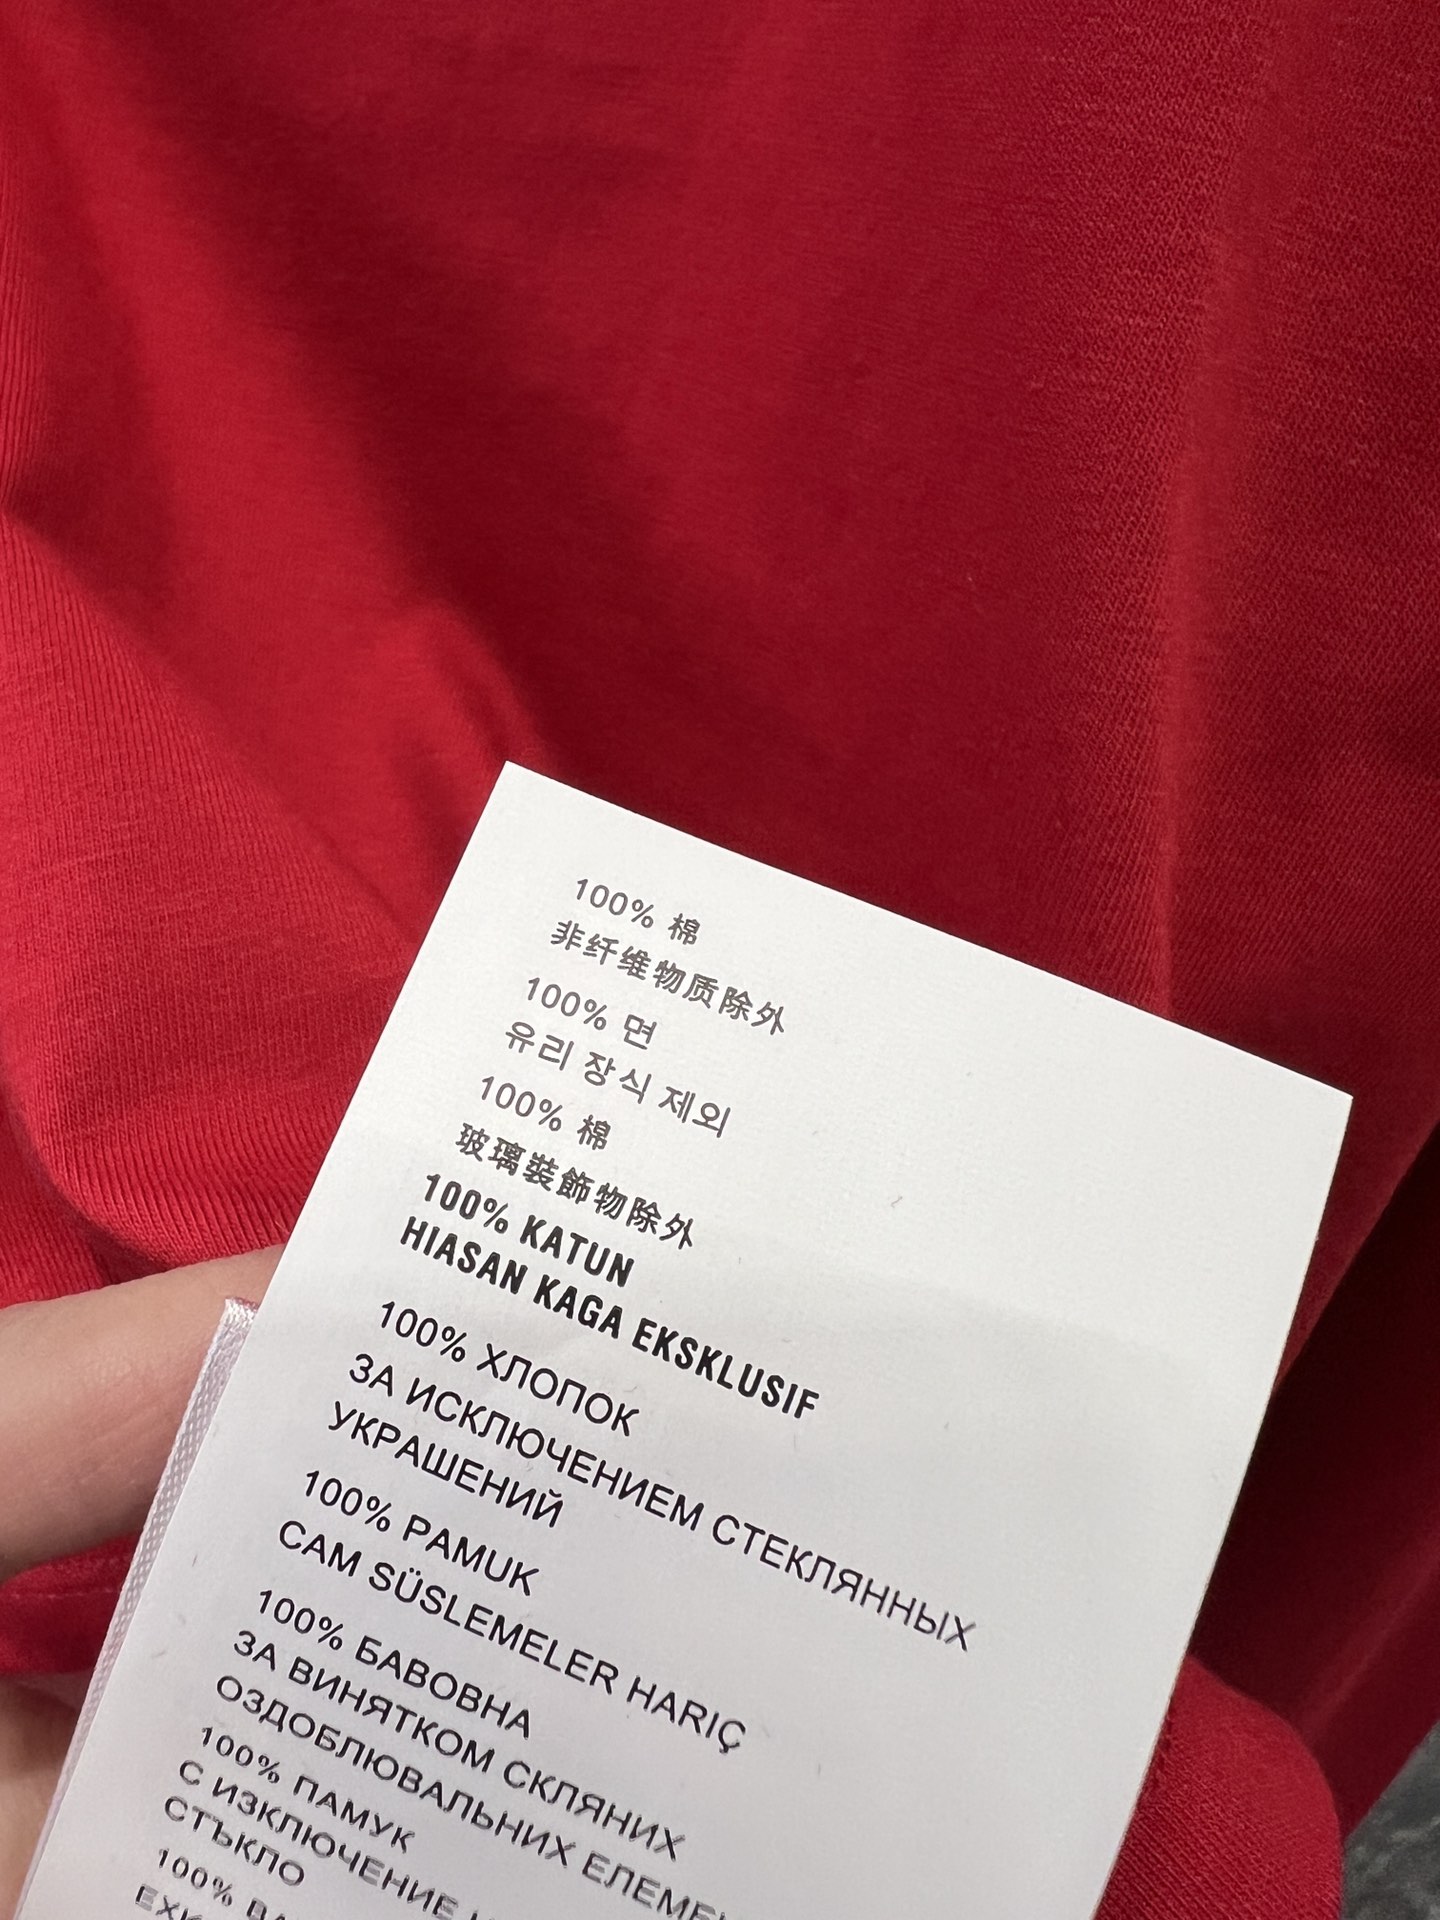 100% 棉
非纤维物质除外
100% 면
유리 장식 제외
100% 棉
玻璃裝飾物除外
100% KATUN
HIASAN KAGA EKSKLUSIF
100% ХЛОПОК
ЗА ИСКЛЮЧЕНИЕМ СТЕКЛЯННЫХ
УКРАШЕНИЙ
100% PAMUK
CAM SÜSLEMELER HARIÇ
100% БАВОВНА
ЗА ВИНЯТКОМ СКЛЯНИХ
ОЗДОБЛЮВАЛЬНИХ
100% ПАМУК
С ИЗКЛЮЧЕНИЕ
СТЪКЛО
100%